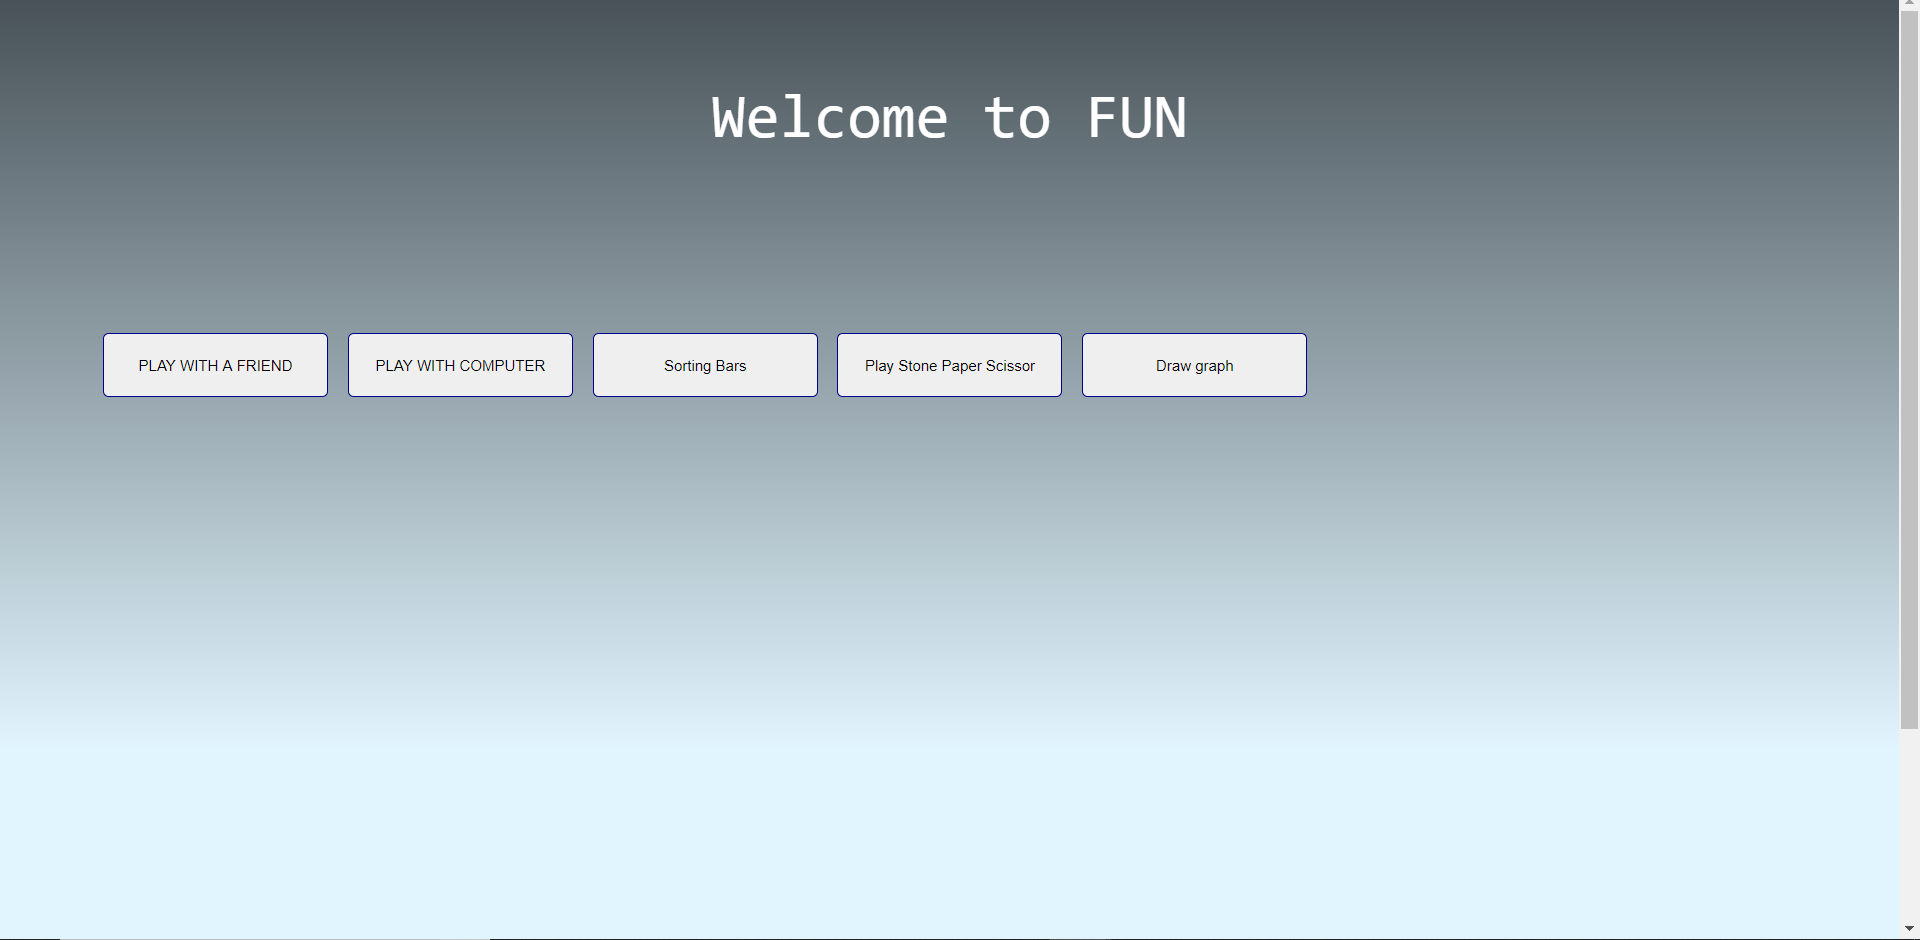 Welcome to FUN
PLAY WITH A FRIEND
PLAY WITH COMPUTER
Sorting Bars
Play Stone Paper Scissor
Draw graph